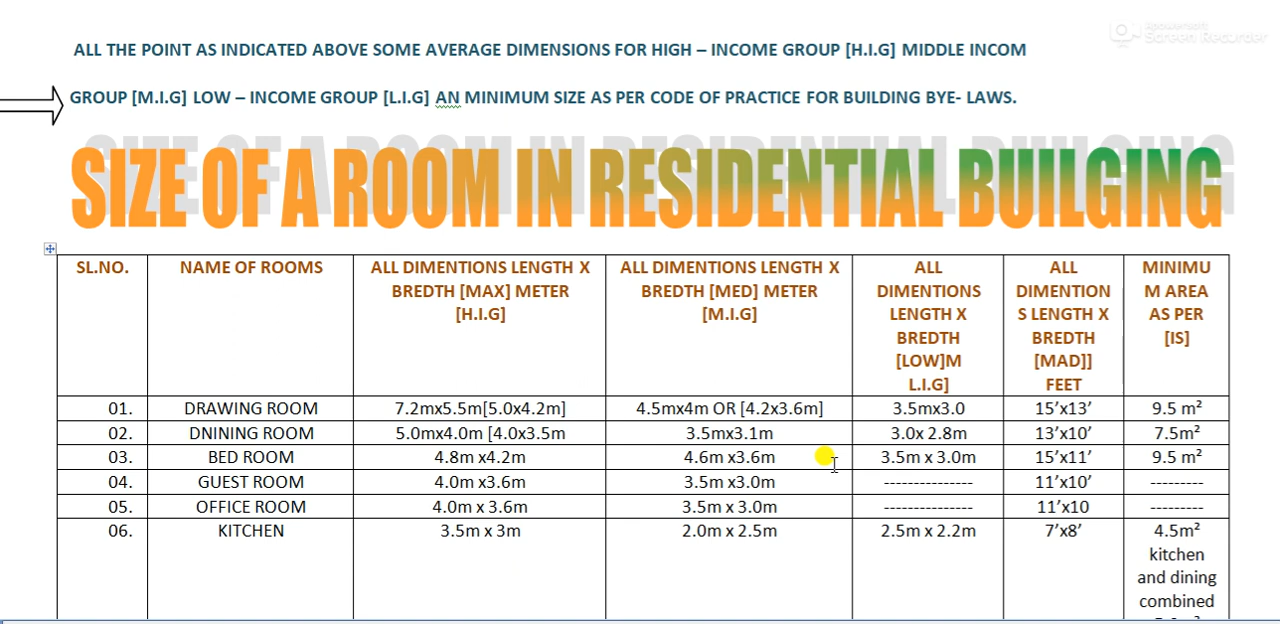 Apowersoft
Screen Recorder
ALL THE POINT AS INDICATED ABOVE SOME AVERAGE DIMENSIONS FOR HIGH – INCOME GROUP [H.I.G] MIDDLE INCOM
GROUP [M.I.G] LOW – INCOME GROUP [L.I.G] AN MINIMUM SIZE AS PER CODE OF PRACTICE FOR BUILDING BYE- LAWS.
SIZE OF A ROOM IN RESIDENTIAL BUILGING
SL.NO. NAME OF ROOMS ALL DIMENTIONS LENGTH X BREDTH [MAX] METER [H.I.G] ALL DIMENTIONS LENGTH X BREDTH [MED] METER [M.I.G] ALL DIMENTIONS LENGTH X BREDTH [LOW]M L.I.G] ALL DIMENTION S LENGTH X BREDTH [MAD]] FEET MINIMU M AREA AS PER [IS]
01. DRAWING ROOM 7.2mx5.5m[5.0x4.2m] 4.5mx4m OR [4.2x3.6m] 3.5mx3.0 15’x13’ 9.5 m²
02. DNINING ROOM 5.0mx4.0m [4.0x3.5m 3.5mx3.1m 3.0x 2.8m 13’x10’ 7.5m²
03. BED ROOM 4.8m x4.2m 4.6m x3.6m 3.5m x 3.0m 15’x11’ 9.5 m²
04. GUEST ROOM 4.0m x3.6m 3.5m x3.0m --------------- 11’x10’ ---------
05. OFFICE ROOM 4.0m x 3.6m 3.5m x 3.0m --------------- 11’x10 ---------
06. KITCHEN 3.5m x 3m 2.0m x 2.5m 2.5m x 2.2m 7’x8’ 4.5m²
kitchen
and dining
combined